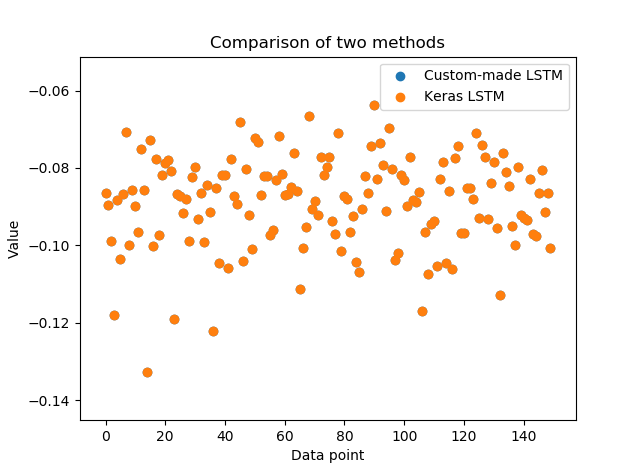 Comparison of two methods
Custom-made LSTM
Keras LSTM
Value
−0.06
−0.08
−0.10
−0.12
−0.14
0 20 40 60 80 100 120 140
Data point